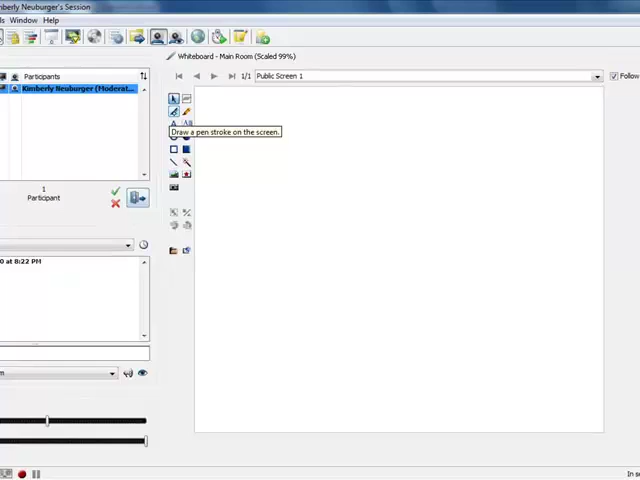 mberly Neuburger's Session
ls Window Help
Whiteboard - Main Room (Scaled 99%)
Participants
1/1 Public Screen 1
Follow
Kimberly Neuburger (Moderat...
Draw a pen stroke on the screen.
1
Participant
0 at 8:22 PM
m
In se